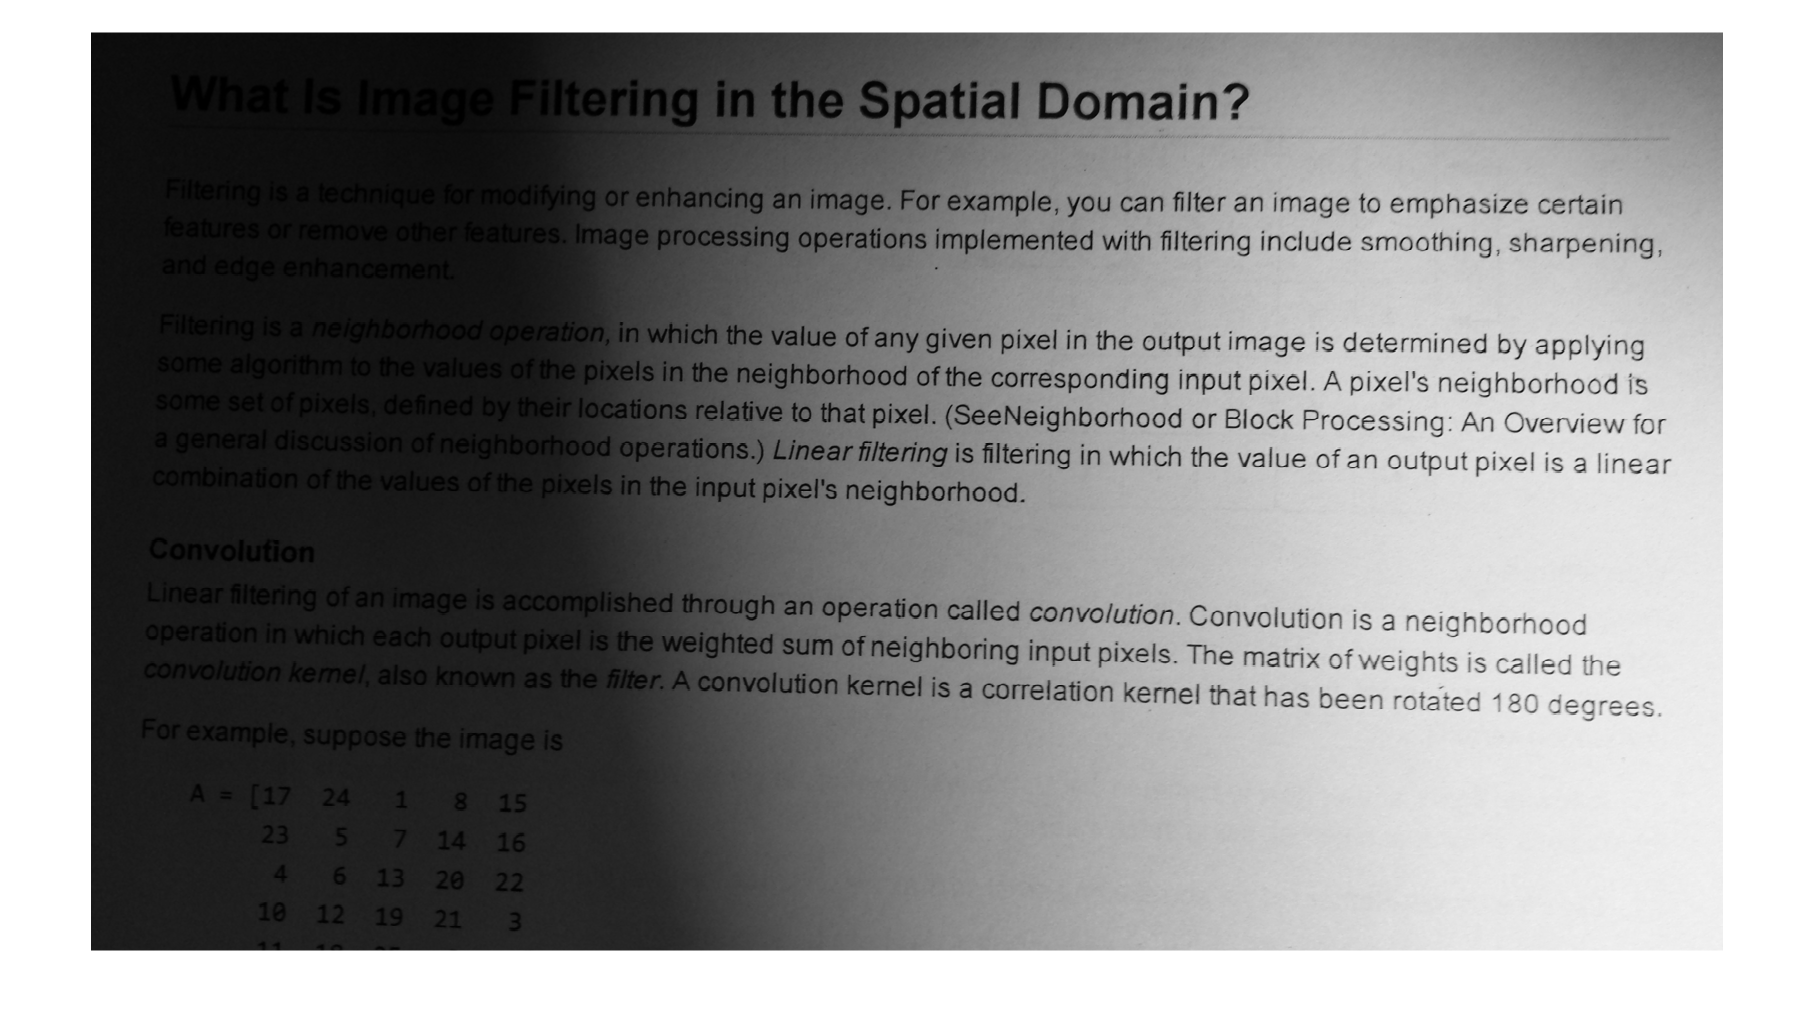 What Is Image Filtering in the Spatial Domain?
Filtering is a technique for modifying or enhancing an image. For example, you can filter an image to emphasize certain
features or remove other features. Image processing operations implemented with filtering include smoothing, sharpening,
and edge enhancement.
Filtering is a neighborhood operation, in which the value of any given pixel in the output image is determined by applying
some algorithm to the values of the pixels in the neighborhood of the corresponding input pixel. A pixel's neighborhood is
some set of pixels, defined by their locations relative to that pixel. (SeeNeighborhood or Block Processing: An Overview for
a general discussion of neighborhood operations.) Linear filtering is filtering in which the value of an output pixel is a linear
combination of the values of the pixels in the input pixel's neighborhood.
Convolution
Linear filtering of an image is accomplished through an operation called convolution. Convolution is a neighborhood
operation in which each output pixel is the weighted sum of neighboring input pixels. The matrix of weights is called the
convolution kernel, also known as the filter. A convolution kernel is a correlation kernel that has been rotated 180 degrees.
For example, suppose the image is
A = [17 24 1 8 15
23 5 7 14 16
4 6 13 20 22
10 12 19 21 3